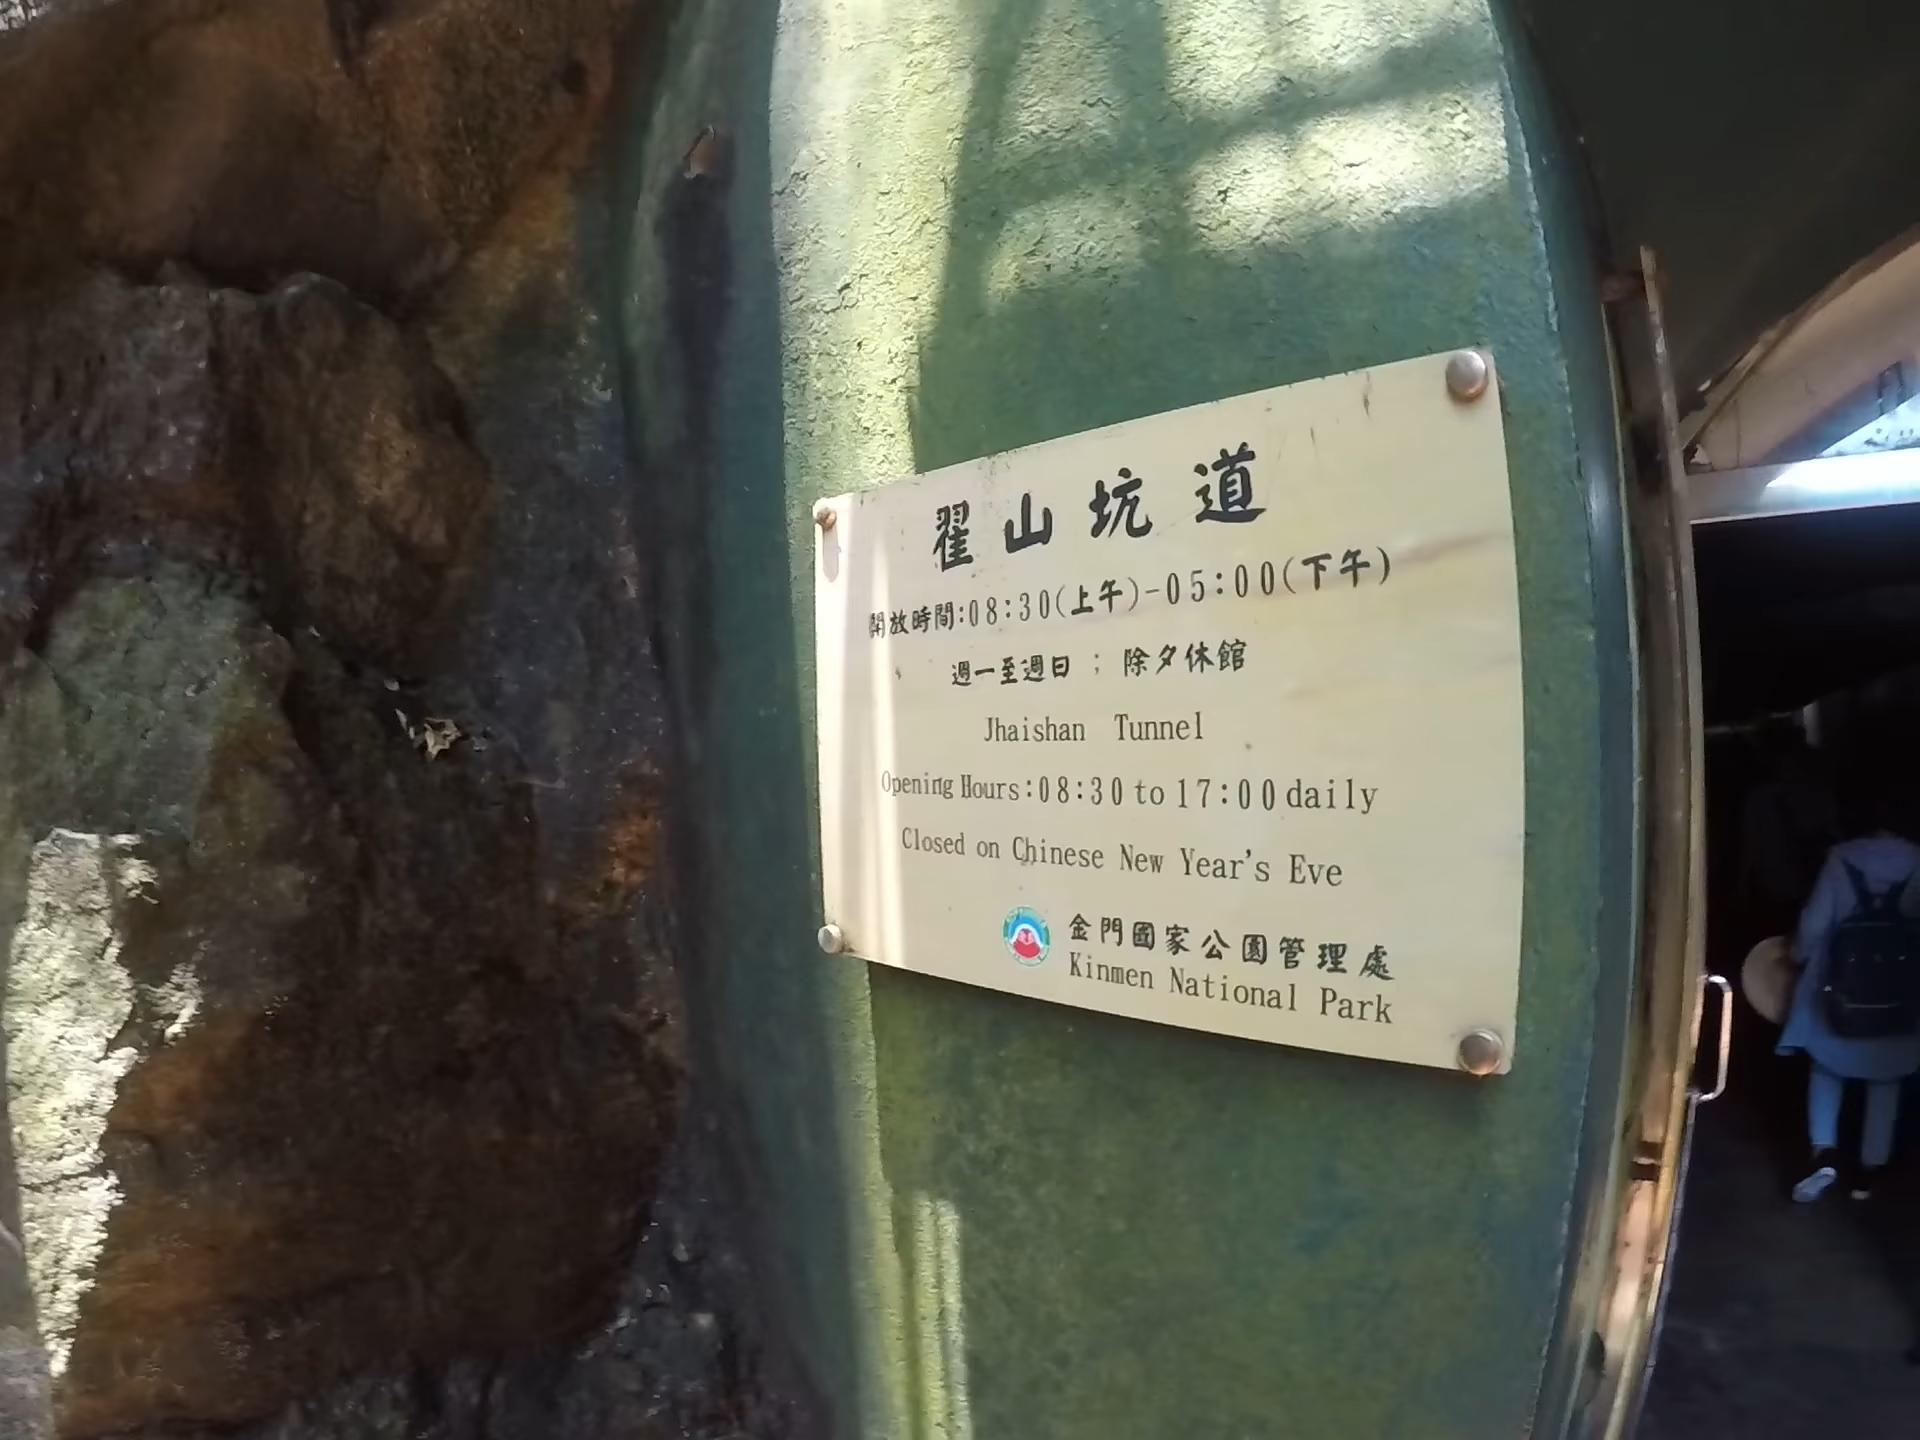 翟山坑道
開放時間:08:30(上午)-05:00(下午)
週一至週日 ; 除夕休館
Jhaishan Tunnel
Opening Hours:08:30 to 17:00 daily
Closed on Chinese New Year's Eve
金門國家公園管理處
Kinmen National Park